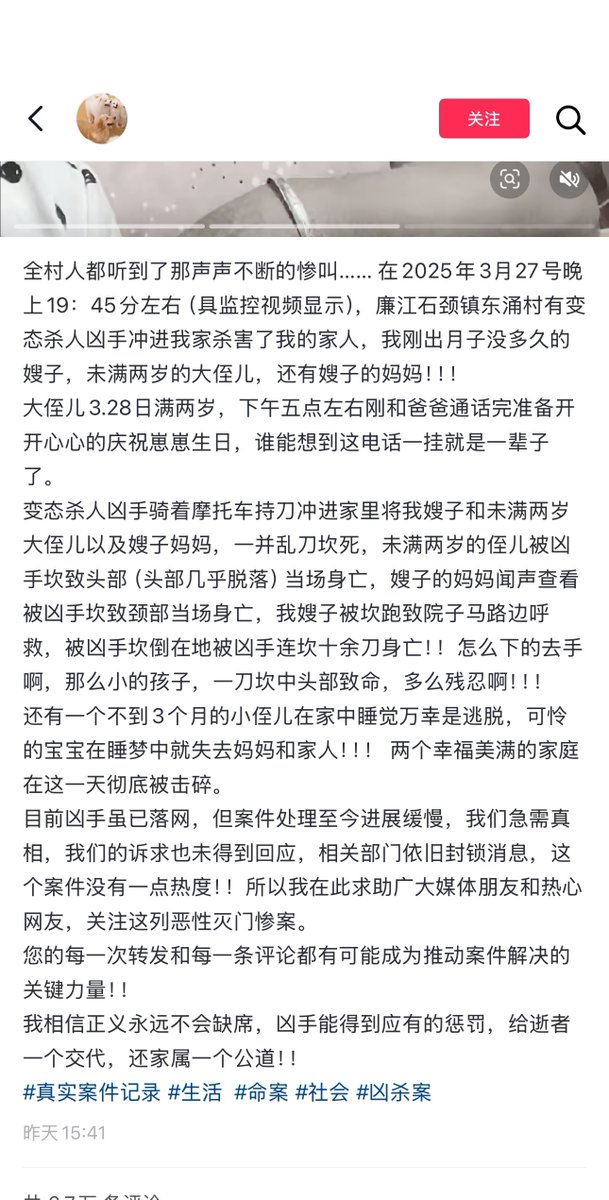 关注
全村人都听到了那声声不断的惨叫…… 在2025年3月27号晚
上19：45分左右（具监控视频显示），廉江石颈镇东涌村有变
态杀人凶手冲进我家杀害了我的家人，我刚出月子没多久的
嫂子，未满两岁的大侄儿，还有嫂子的妈妈！！！
大侄儿3.28日满两岁，下午五点左右刚和爸爸通话完准备开
开心心的庆祝崽崽生日，谁能想到这电话一挂就是一辈子
了。
变态杀人凶手骑着摩托车持刀冲进家里将我嫂子和未满两岁
大侄儿以及嫂子妈妈，一并乱刀坎死，未满两岁的侄儿被凶
手坎致头部（头部几乎脱落）当场身亡，嫂子的妈妈闻声查看
被凶手坎致颈部当场身亡，我嫂子被坎跑致院子马路边呼
救，被凶手坎倒在地被凶手连坎十余刀身亡！！怎么下的去手
啊，那么小的孩子，一刀坎中头部致命，多么残忍啊！！！
还有一个不到3个月的小侄儿在家中睡觉万幸是逃脱，可怜
的宝宝在睡梦中就失去妈妈和家人！！！ 两个幸福美满的家庭
在这一天彻底被击碎。
目前凶手虽已落网，但案件处理至今进展缓慢，我们急需真
相，我们的诉求也未得到回应，相关部门依旧封锁消息，这
个案件没有一点热度！！所以我在此求助广大媒体朋友和热心
网友，关注这列恶性灭门惨案。
您的每一次转发和每一条评论都有可能成为推动案件解决的
关键力量！！
我相信正义永远不会缺席，凶手能得到应有的惩罚，给逝者
一个交代，还家属一个公道！！
#真实案件记录 #生活 #命案 #社会 #凶杀案
昨天15:41